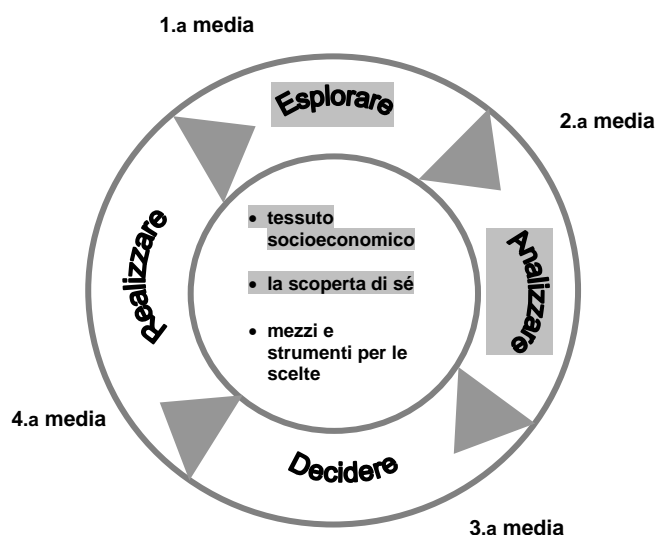 1.a media
Esplorare
2.a media
Analizzare
• tessuto
socioeconomico
• la scoperta di sé
• mezzi e
strumenti per le
scelte
Realizzare
4.a media
Decidere
3.a media